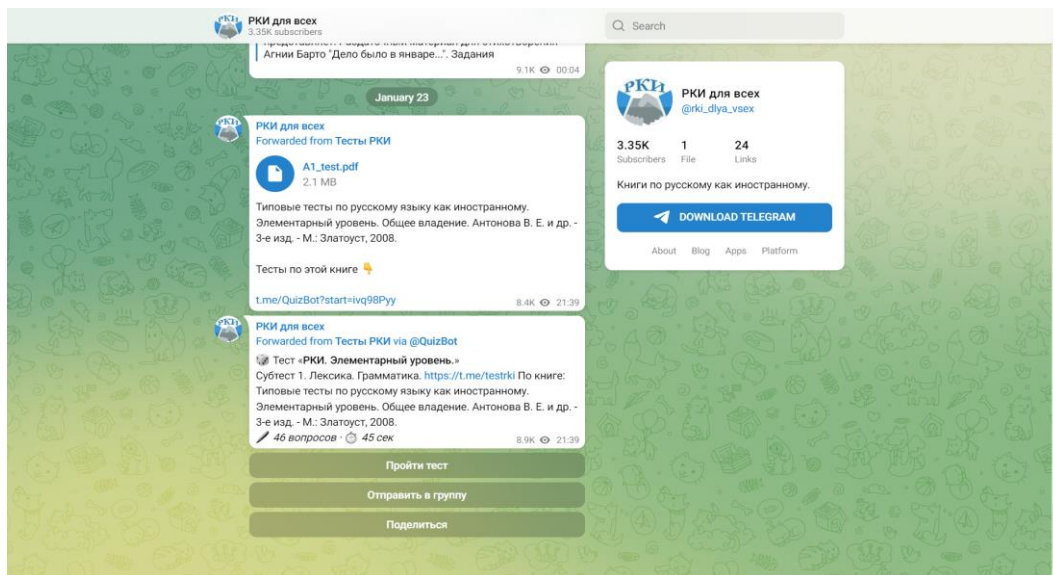 РКИ для всех
3.35K subscribers
Search
Агнии Барто "Дело было в январе...". Задания
9.1K 00:04
January 23
РКИ для всех
Forwarded from Тесты РКИ
A1_test.pdf
2.1 MB
Типовые тесты по русскому языку как иностранному.
Элементарный уровень. Общее владение. Антонова В. Е. и др. -
3-е изд. - М.: Златоуст, 2008.
Тесты по этой книге 👇
t.me/QuizBot?start=ivq98Pyy
8.4K 21:39
РКИ для всех
Forwarded from Тесты РКИ via @QuizBot
🎲 Тест «РКИ. Элементарный уровень.»
Субтест 1. Лексика. Грамматика. https://t.me/testrki По книге:
Типовые тесты по русскому языку как иностранному.
Элементарный уровень. Общее владение. Антонова В. Е. и др. -
3-е изд. - М.: Златоуст, 2008.
🖊 46 вопросов · ⏱ 45 сек
8.9K 21:39
Пройти тест
Отправить в группу
Поделиться
РКИ
РКИ для всех
@rki_dlya_vsex
3.35K 1 24
Subscribers File Links
Книги по русскому как иностранному.
DOWNLOAD TELEGRAM
About Blog Apps Platform